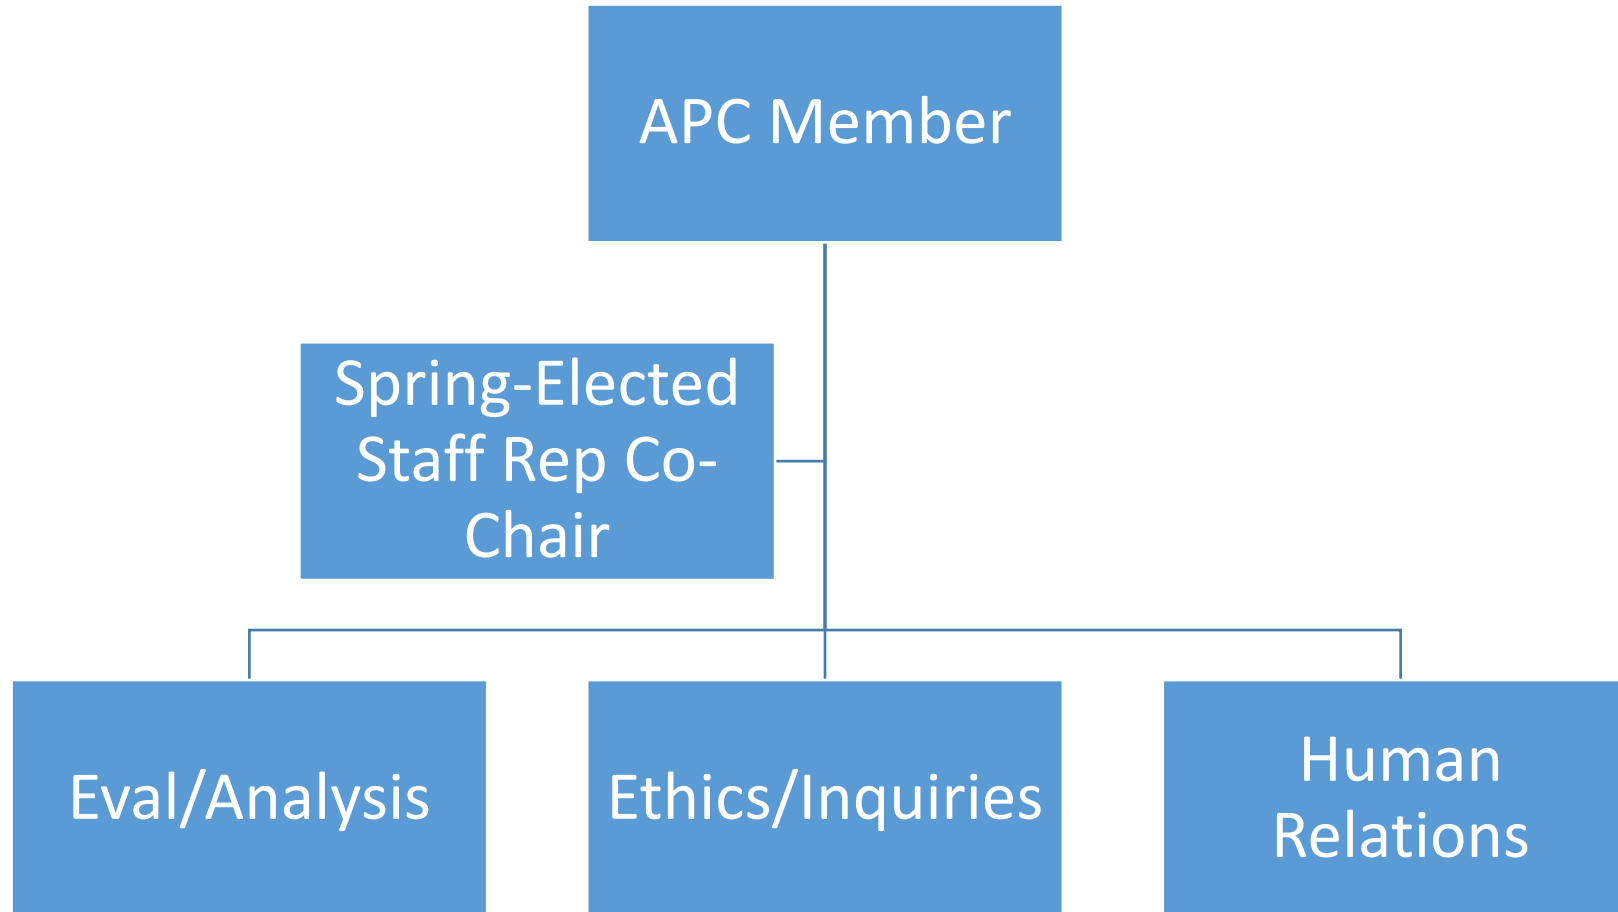 APC Member
Spring-Elected
Staff Rep Co-
Chair
Eval/Analysis
Ethics/Inquiries
Human
Relations